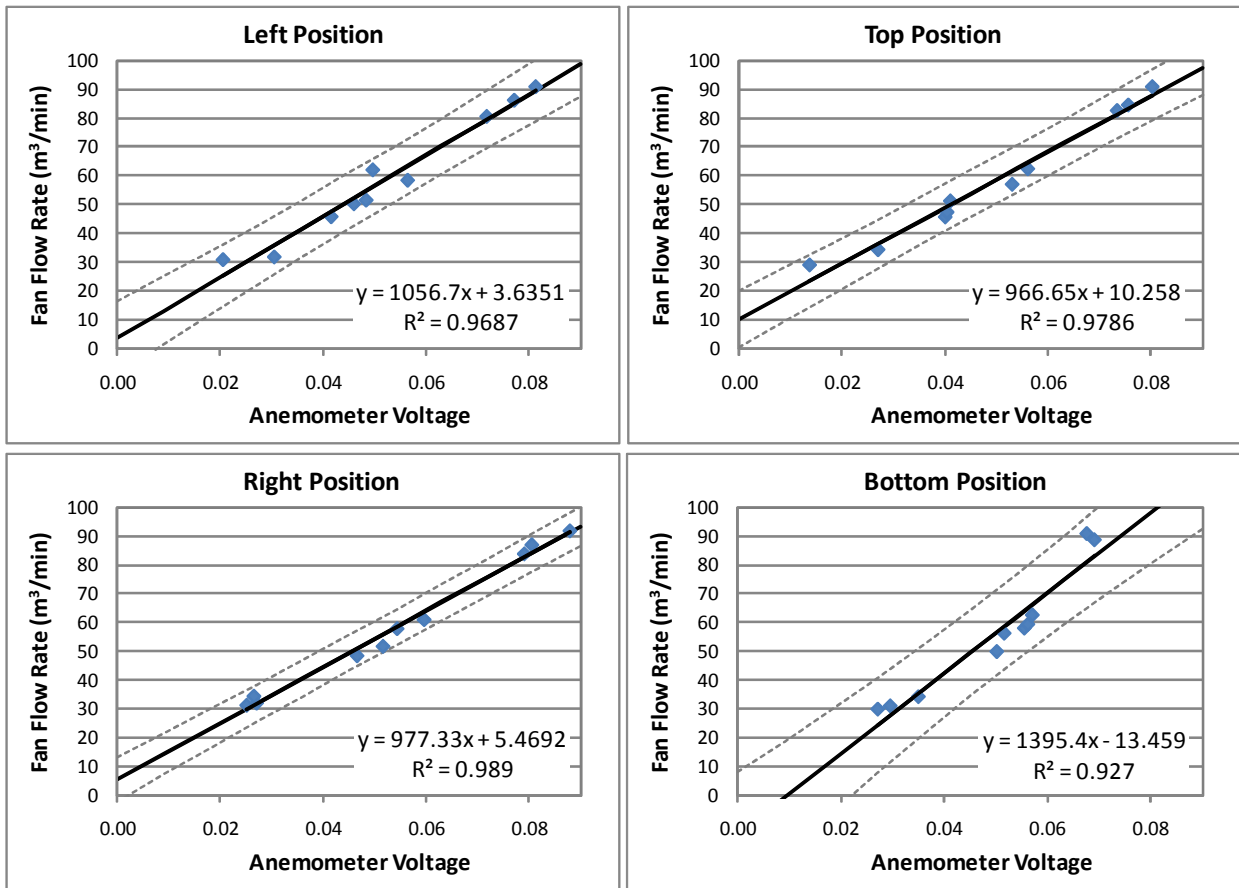 Left Position
Fan Flow Rate (m³/min)
100
90
80
70
60
50
40
30
20
10
0
y = 1056.7x + 3.6351
R² = 0.9687
0.00 0.02 0.04 0.06 0.08
Anemometer Voltage
Top Position
Fan Flow Rate (m³/min)
100
90
80
70
60
50
40
30
20
10
0
y = 966.65x + 10.258
R² = 0.9786
0.00 0.02 0.04 0.06 0.08
Anemometer Voltage
Right Position
Fan Flow Rate (m³/min)
100
90
80
70
60
50
40
30
20
10
0
y = 977.33x + 5.4692
R² = 0.989
0.00 0.02 0.04 0.06 0.08
Anemometer Voltage
Bottom Position
Fan Flow Rate (m³/min)
100
90
80
70
60
50
40
30
20
10
0
y = 1395.4x - 13.459
R² = 0.927
0.00 0.02 0.04 0.06 0.08
Anemometer Voltage